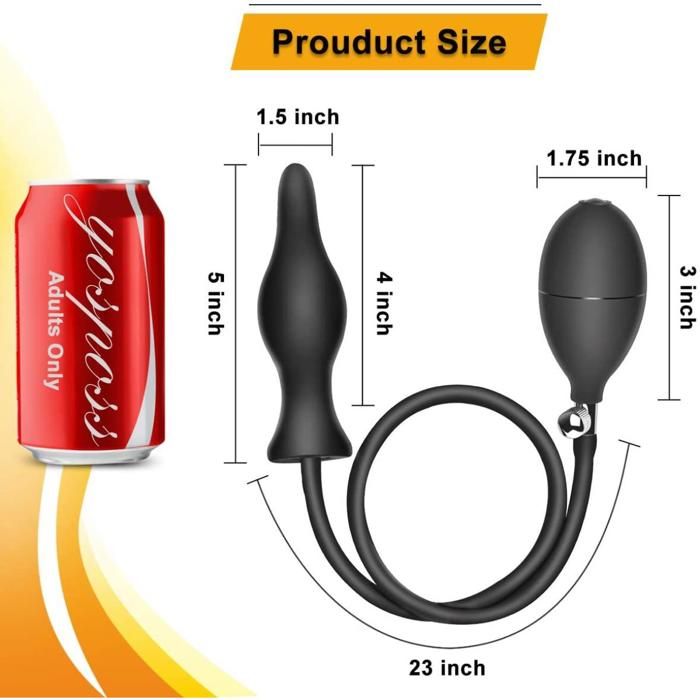 Prouduct Size
1.5 inch
1.75 inch
5 inch
4 inch
3 inch
yosposs
Adults Only
23 inch